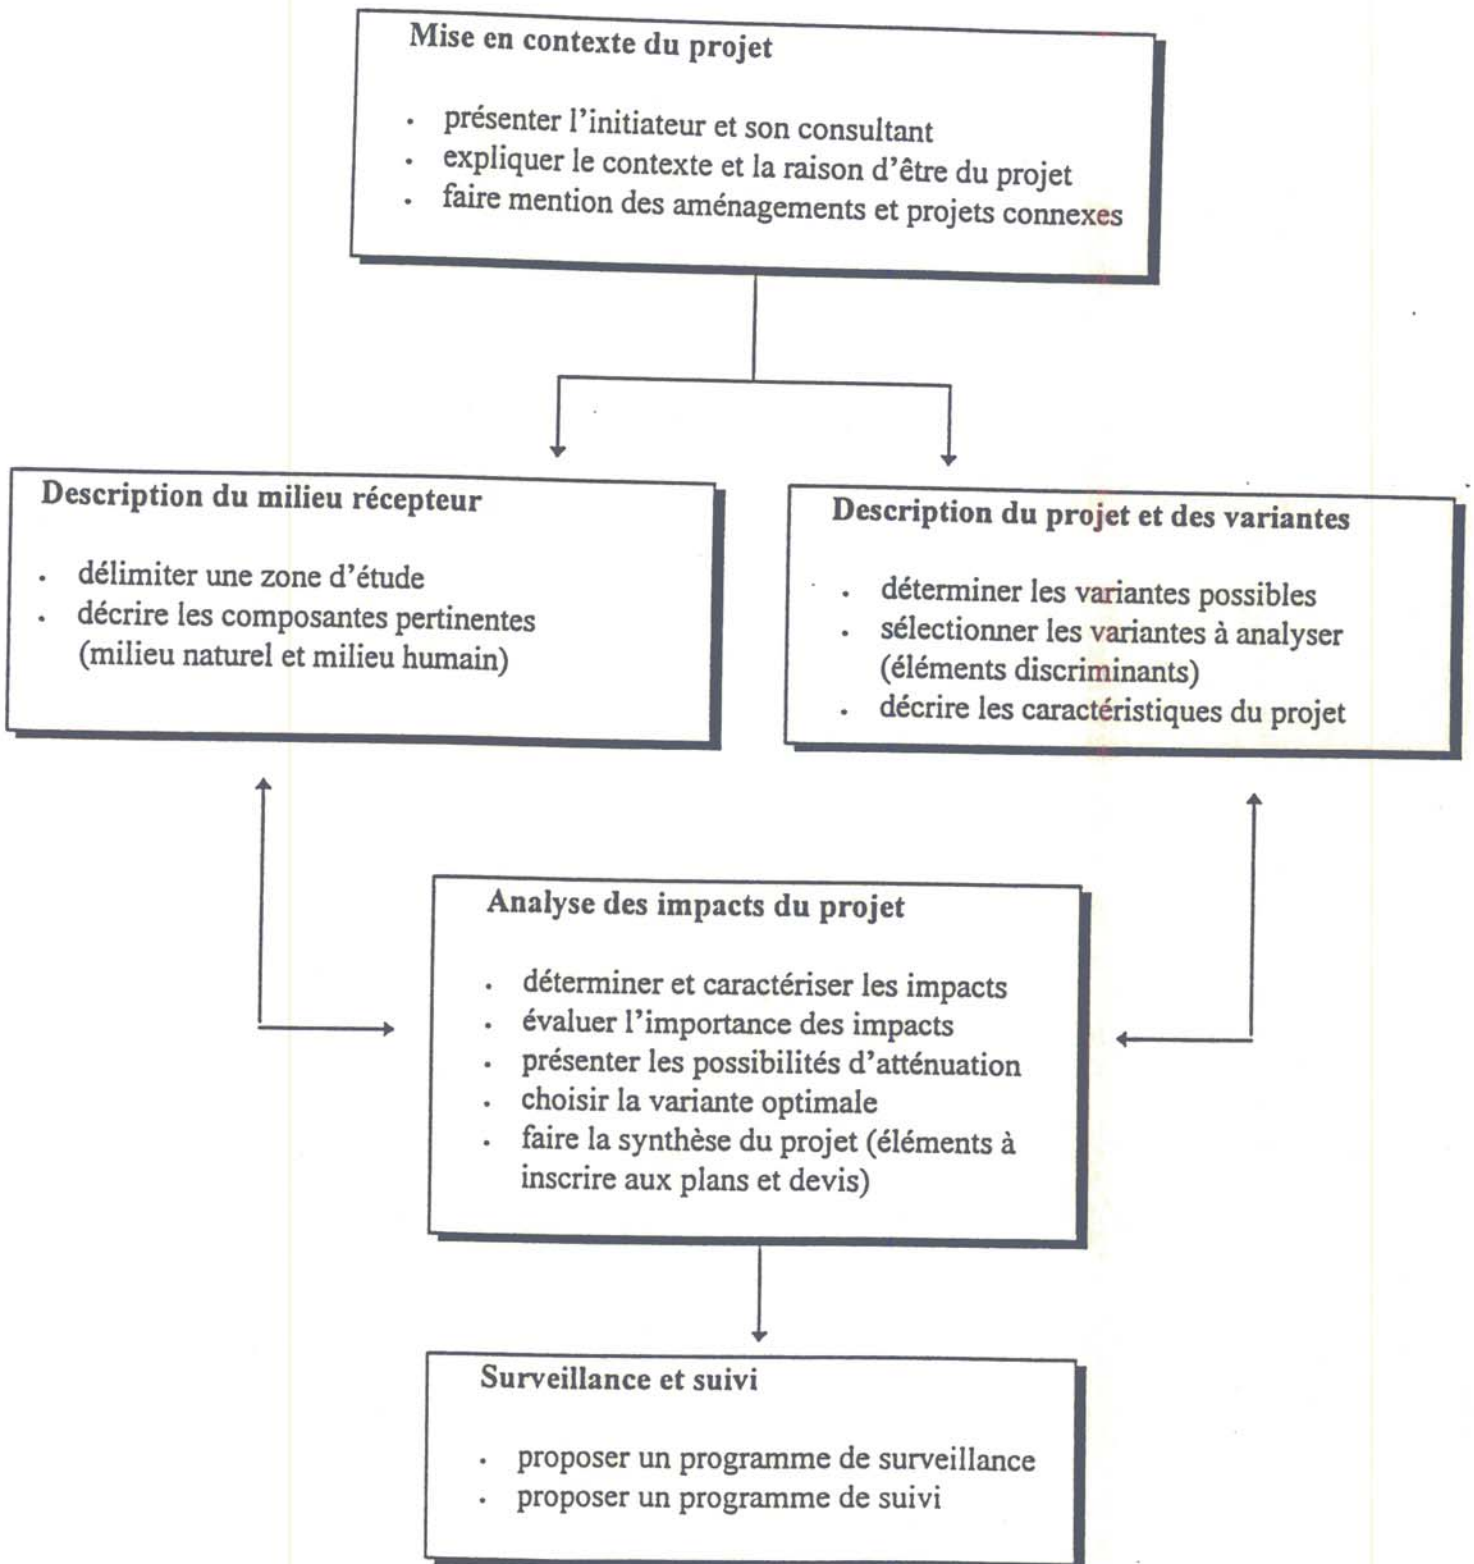 Mise en contexte du projet
. présenter l'initiateur et son consultant
. expliquer le contexte et la raison d'être du projet
. faire mention des aménagements et projets connexes
Description du milieu récepteur
. délimiter une zone d'étude
. décrire les composantes pertinentes
(milieu naturel et milieu humain)
Description du projet et des variantes
. déterminer les variantes possibles
. sélectionner les variantes à analyser
(éléments discriminants)
. décrire les caractéristiques du projet
Analyse des impacts du projet
. déterminer et caractériser les impacts
. évaluer l'importance des impacts
. présenter les possibilités d'atténuation
. choisir la variante optimale
. faire la synthèse du projet (éléments à
inscrire aux plans et devis)
Surveillance et suivi
. proposer un programme de surveillance
. proposer un programme de suivi